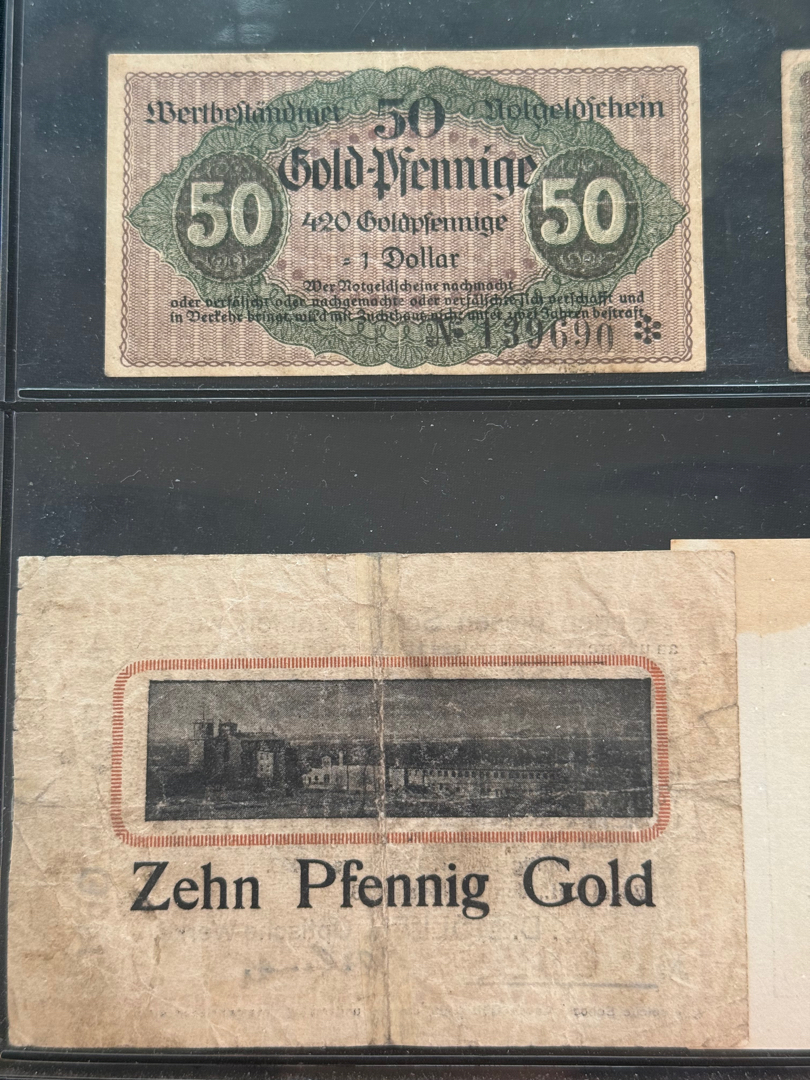 Wertbeständiger 50 Notgeldschein
Gold-Pfennige
50 50
420 Goldpfennige
= 1 Dollar
Wer Notgeldscheine nachmacht
oder verfälscht oder nachgemachte oder verfälschte sich verschafft und
in Verkehr bringt, wird mit Zuchthaus nicht unter zwei Jahren bestraft.
№ 139690 ✻
Zehn Pfennig Gold